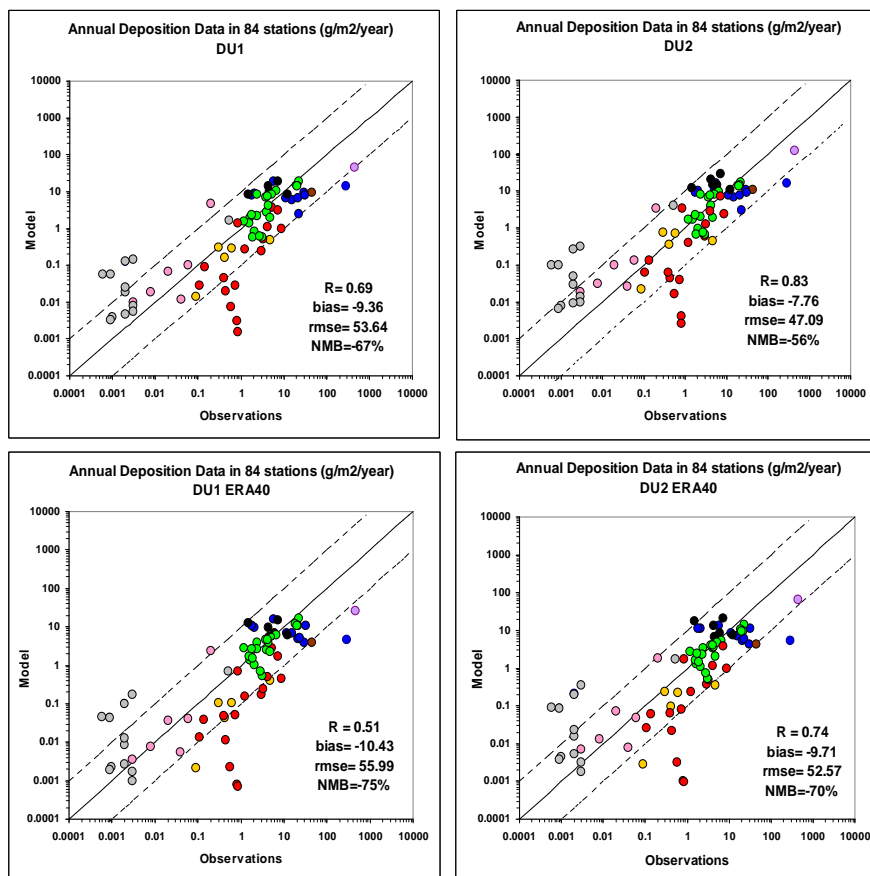 Annual Deposition Data in 84 stations (g/m2/year)
DU1
10000
1000
100
10
1
0.1
0.01
0.001
0.0001
Model
0.0001 0.001 0.01 0.1 1 10 100 1000 10000
Observations
R= 0.69
bias= -9.36
rmse= 53.64
NMB=-67%
Annual Deposition Data in 84 stations (g/m2/year)
DU2
10000
1000
100
10
1
0.1
0.01
0.001
0.0001
Model
0.0001 0.001 0.01 0.1 1 10 100 1000 10000
Observations
R= 0.83
bias= -7.76
rmse= 47.09
NMB=-56%
Annual Deposition Data in 84 stations (g/m2/year)
DU1 ERA40
10000
1000
100
10
1
0.1
0.01
0.001
0.0001
Model
0.0001 0.001 0.01 0.1 1 10 100 1000 10000
Observations
R = 0.51
bias= -10.43
rmse= 55.99
NMB=-75%
Annual Deposition Data in 84 stations (g/m2/year)
DU2 ERA40
10000
1000
100
10
1
0.1
0.01
0.001
0.0001
Model
0.0001 0.001 0.01 0.1 1 10 100 1000 10000
Observations
R = 0.74
bias= -9.71
rmse= 52.57
NMB= -70%